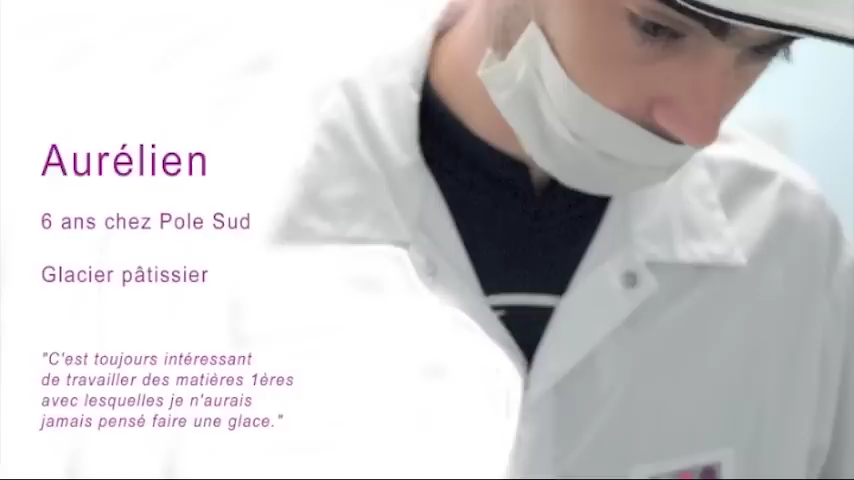 Aurélien
6 ans chez Pole Sud
Glacier pâtissier
"C'est toujours intéressant
de travailler des matières 1ères
avec lesquelles je n'aurais
jamais pensé faire une glace."